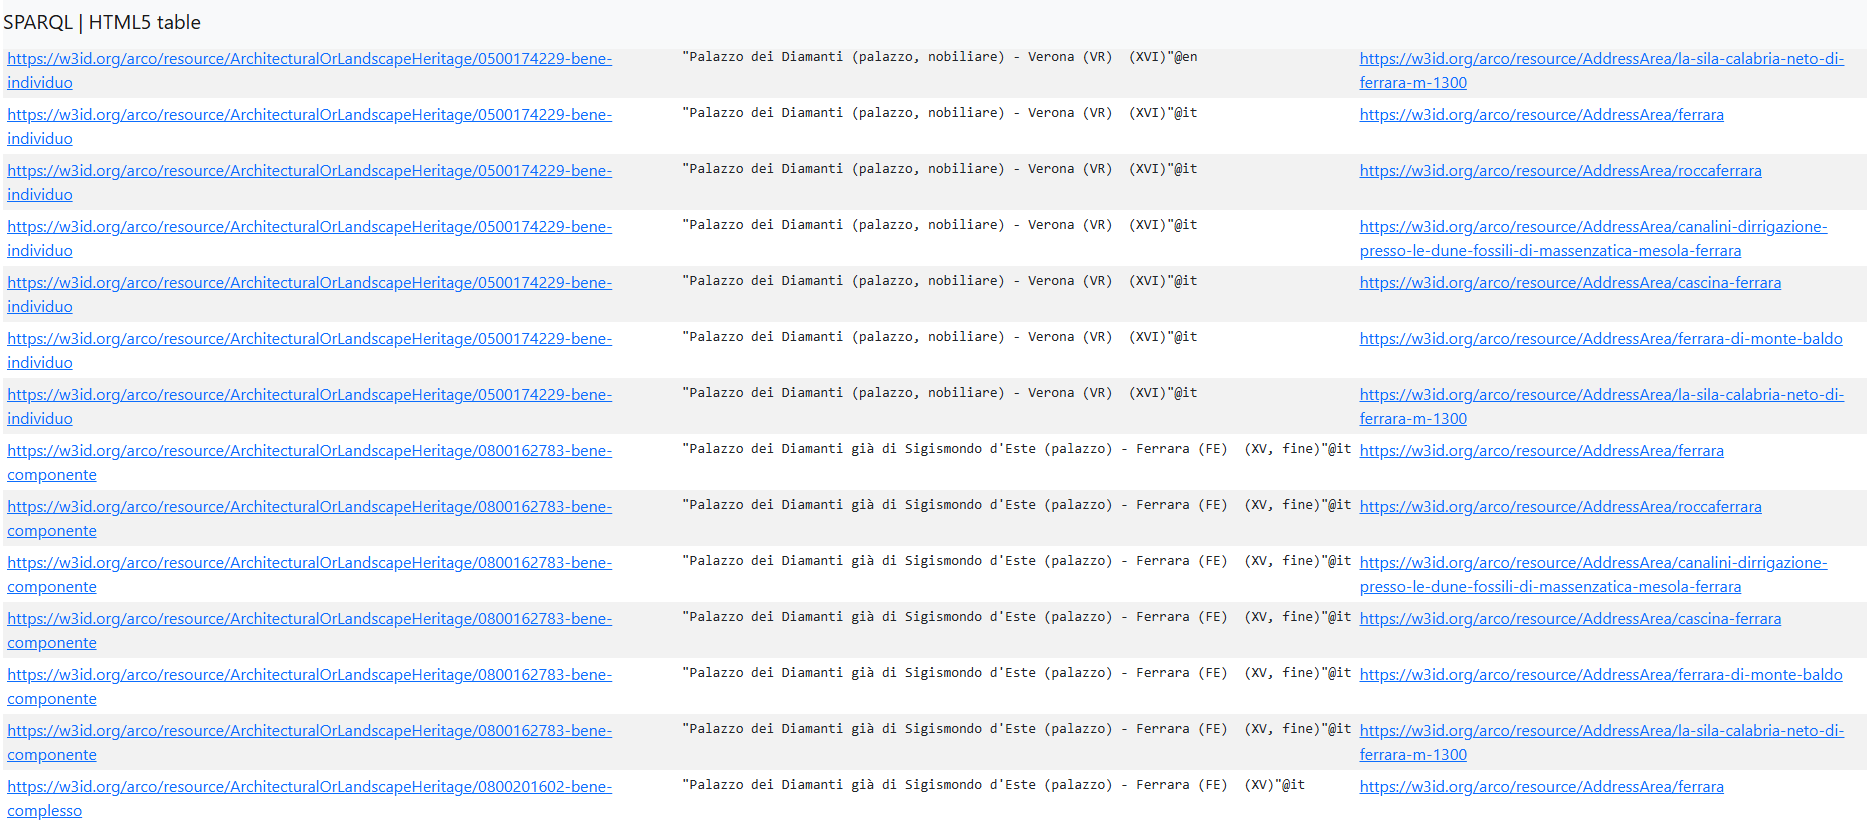 SPARQL | HTML5 table
https://w3id.org/arco/resource/ArchitecturalOrLandscapeHeritage/0500174229-bene- "Palazzo dei Diamanti (palazzo, nobiliare) - Verona (VR)  (XVI)"@en https://w3id.org/arco/resource/AddressArea/la-sila-calabria-neto-di-
individuo ferrara-m-1300
https://w3id.org/arco/resource/ArchitecturalOrLandscapeHeritage/0500174229-bene- "Palazzo dei Diamanti (palazzo, nobiliare) - Verona (VR)  (XVI)"@it https://w3id.org/arco/resource/AddressArea/ferrara
individuo
https://w3id.org/arco/resource/ArchitecturalOrLandscapeHeritage/0500174229-bene- "Palazzo dei Diamanti (palazzo, nobiliare) - Verona (VR)  (XVI)"@it https://w3id.org/arco/resource/AddressArea/roccaferrara
individuo
https://w3id.org/arco/resource/ArchitecturalOrLandscapeHeritage/0500174229-bene- "Palazzo dei Diamanti (palazzo, nobiliare) - Verona (VR)  (XVI)"@it https://w3id.org/arco/resource/AddressArea/canalini-dirrigazione-
individuo presso-le-dune-fossili-di-massenzatica-mesola-ferrara
https://w3id.org/arco/resource/ArchitecturalOrLandscapeHeritage/0500174229-bene- "Palazzo dei Diamanti (palazzo, nobiliare) - Verona (VR)  (XVI)"@it https://w3id.org/arco/resource/AddressArea/cascina-ferrara
individuo
https://w3id.org/arco/resource/ArchitecturalOrLandscapeHeritage/0500174229-bene- "Palazzo dei Diamanti (palazzo, nobiliare) - Verona (VR)  (XVI)"@it https://w3id.org/arco/resource/AddressArea/ferrara-di-monte-baldo
individuo
https://w3id.org/arco/resource/ArchitecturalOrLandscapeHeritage/0500174229-bene- "Palazzo dei Diamanti (palazzo, nobiliare) - Verona (VR)  (XVI)"@it https://w3id.org/arco/resource/AddressArea/la-sila-calabria-neto-di-
individuo ferrara-m-1300
https://w3id.org/arco/resource/ArchitecturalOrLandscapeHeritage/0800162783-bene- "Palazzo dei Diamanti già di Sigismondo d'Este (palazzo) - Ferrara (FE)  (XV, fine)"@it https://w3id.org/arco/resource/AddressArea/ferrara
componente
https://w3id.org/arco/resource/ArchitecturalOrLandscapeHeritage/0800162783-bene- "Palazzo dei Diamanti già di Sigismondo d'Este (palazzo) - Ferrara (FE)  (XV, fine)"@it https://w3id.org/arco/resource/AddressArea/roccaferrara
componente
https://w3id.org/arco/resource/ArchitecturalOrLandscapeHeritage/0800162783-bene- "Palazzo dei Diamanti già di Sigismondo d'Este (palazzo) - Ferrara (FE)  (XV, fine)"@it https://w3id.org/arco/resource/AddressArea/canalini-dirrigazione-
componente presso-le-dune-fossili-di-massenzatica-mesola-ferrara
https://w3id.org/arco/resource/ArchitecturalOrLandscapeHeritage/0800162783-bene- "Palazzo dei Diamanti già di Sigismondo d'Este (palazzo) - Ferrara (FE)  (XV, fine)"@it https://w3id.org/arco/resource/AddressArea/cascina-ferrara
componente
https://w3id.org/arco/resource/ArchitecturalOrLandscapeHeritage/0800162783-bene- "Palazzo dei Diamanti già di Sigismondo d'Este (palazzo) - Ferrara (FE)  (XV, fine)"@it https://w3id.org/arco/resource/AddressArea/ferrara-di-monte-baldo
componente
https://w3id.org/arco/resource/ArchitecturalOrLandscapeHeritage/0800162783-bene- "Palazzo dei Diamanti già di Sigismondo d'Este (palazzo) - Ferrara (FE)  (XV, fine)"@it https://w3id.org/arco/resource/AddressArea/la-sila-calabria-neto-di-
componente ferrara-m-1300
https://w3id.org/arco/resource/ArchitecturalOrLandscapeHeritage/0800201602-bene- "Palazzo dei Diamanti già di Sigismondo d'Este (palazzo) - Ferrara (FE)  (XV)"@it https://w3id.org/arco/resource/AddressArea/ferrara
complesso